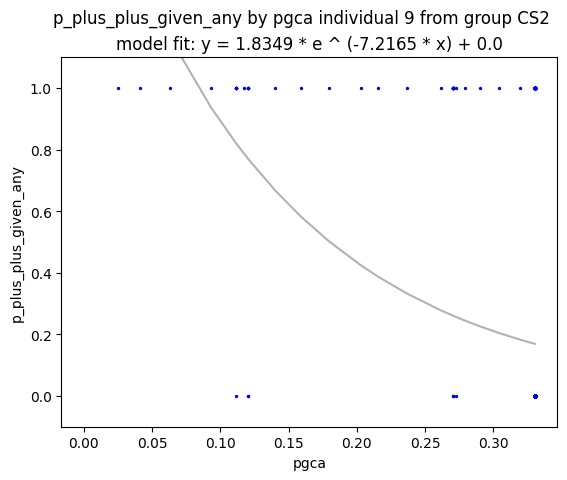 p_plus_plus_given_any by pgca individual 9 from group CS2
model fit: y = 1.8349 * e ^ (-7.2165 * x) + 0.0
1.0
0.8
0.6
0.4
0.2
0.0
p_plus_plus_given_any
0.00 0.05 0.10 0.15 0.20 0.25 0.30
pgca